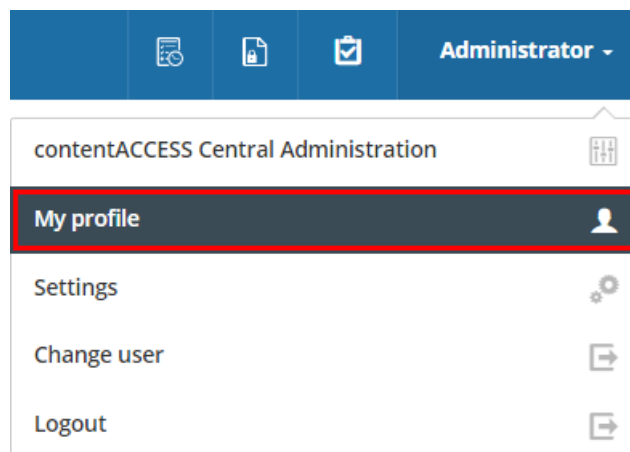 Administrator
contentACCESS Central Administration
My profile
Settings
Change user
Logout